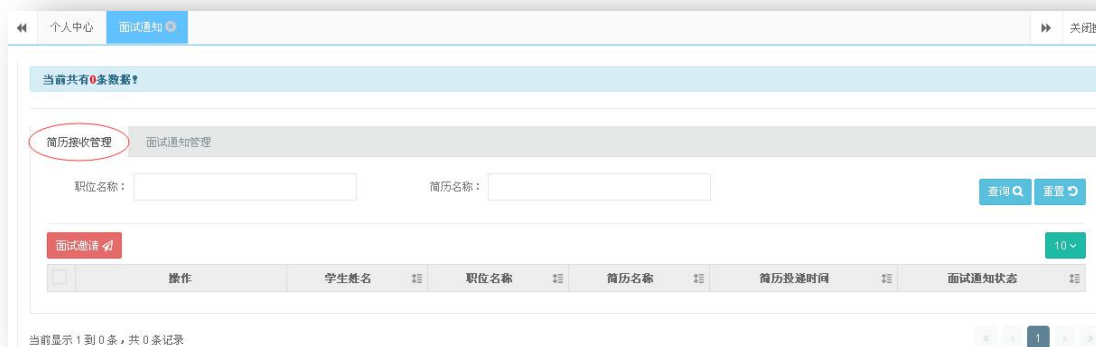 个人中心 面试通知
当前共有0条数据!
简历接收管理 面试通知管理
职位名称: 简历名称: 查询 重置
面试邀请 10
操作 学生姓名 职位名称 简历名称 简历投递时间 面试通知状态
当前显示 1 到 0 条,共 0 条记录 « ‹ 1 › »